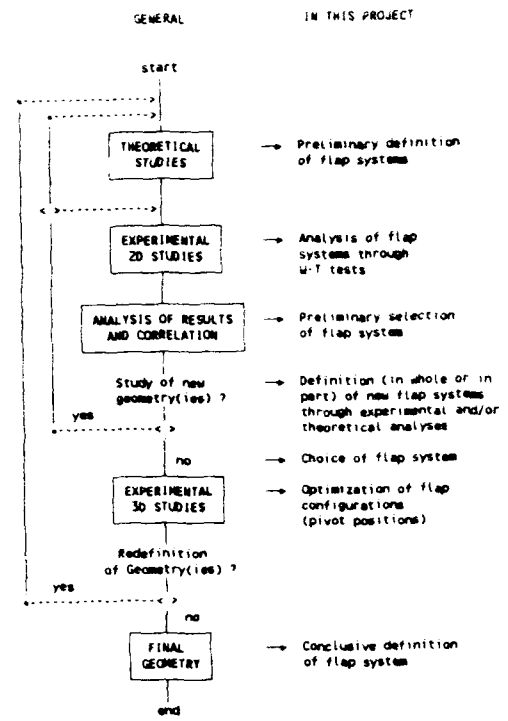 GENERAL
IN THIS PROJECT
start
THEORETICAL
STUDIES
→ Preliminary definition
of flap systems
EXPERIMENTAL
2D STUDIES
→ Analysis of flap
systems through
W-T tests
ANALYSIS OF RESULTS
AND CORRELATION
→ Preliminary selection
of flap system
Study of new
geometry(ies) ?
yes
→ Definition (in whole or in
part) of new flap systems
through experimental and/or
theoretical analyses
no
→ Choice of flap system
EXPERIMENTAL
3D STUDIES
→ Optimization of flap
configurations
(pivot positions)
Redefinition
of Geometry(ies) ?
yes
no
FINAL
GEOMETRY
→ Conclusive definition
of flap system
end